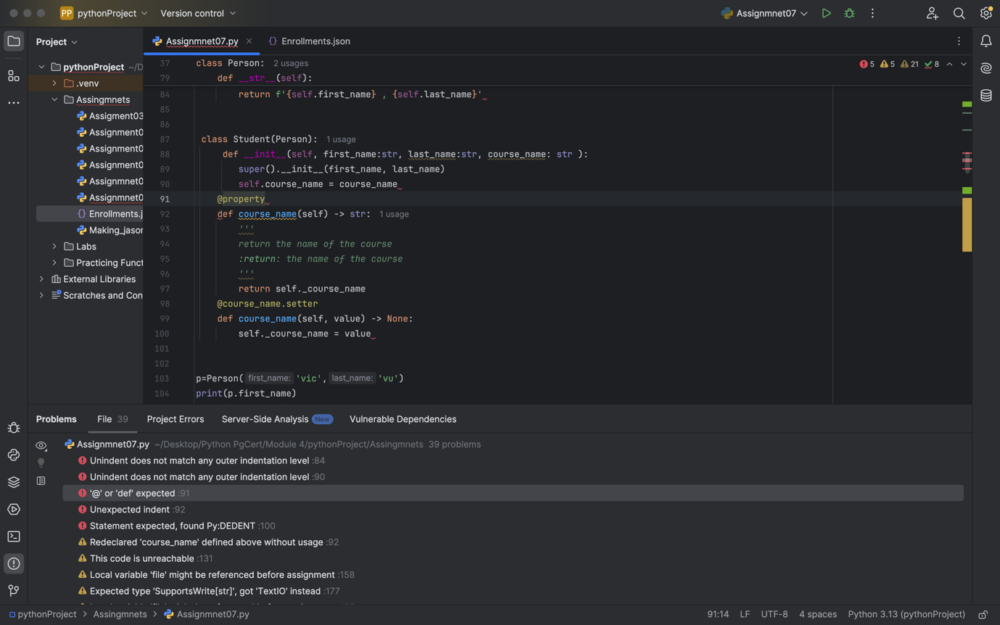 PP pythonProject Version control Assignmnet07
Project
Assignmnet07.py {} Enrollments.json
pythonProject ~/D
.venv
Assingmnets
Assigment03
Assignment0
Assignment0
Assignment0
Assignmnet0
Assignmnet0
{} Enrollments.j
Making_jasor
Labs
Practicing Funct
External Libraries
Scratches and Con
5 5 21 8
37 class Person: 2 usages
79 def __str__(self):
84 return f'{self.first_name} , {self.last_name}'
85
86
87 class Student(Person): 1 usage
88 def __init__(self, first_name:str, last_name:str, course_name: str ):
89 super().__init__(first_name, last_name)
90 self.course_name = course_name
91 @property
92 def course_name(self) -> str: 1 usage
93 '''
94 return the name of the course
95 :return: the name of the course
96 '''
97 return self._course_name
98 @course_name.setter
99 def course_name(self, value) -> None:
100 self._course_name = value
101
102
103 p=Person( first_name: 'vic', last_name: 'vu')
104 print(p.first_name)
Problems File 39 Project Errors Server-Side Analysis New Vulnerable Dependencies
Assignmnet07.py ~/Desktop/Python PgCert/Module 4/pythonProject/Assingmnets 39 problems
Unindent does not match any outer indentation level :84
Unindent does not match any outer indentation level :90
'@' or 'def' expected :91
Unexpected indent :92
Statement expected, found Py:DEDENT :100
Redeclared 'course_name' defined above without usage :92
This code is unreachable :131
Local variable 'file' might be referenced before assignment :158
Expected type 'SupportsWrite[str]', got 'TextIO' instead :177
pythonProject > Assingmnets > Assignmnet07.py 91:14 LF UTF-8 4 spaces Python 3.13 (pythonProject)